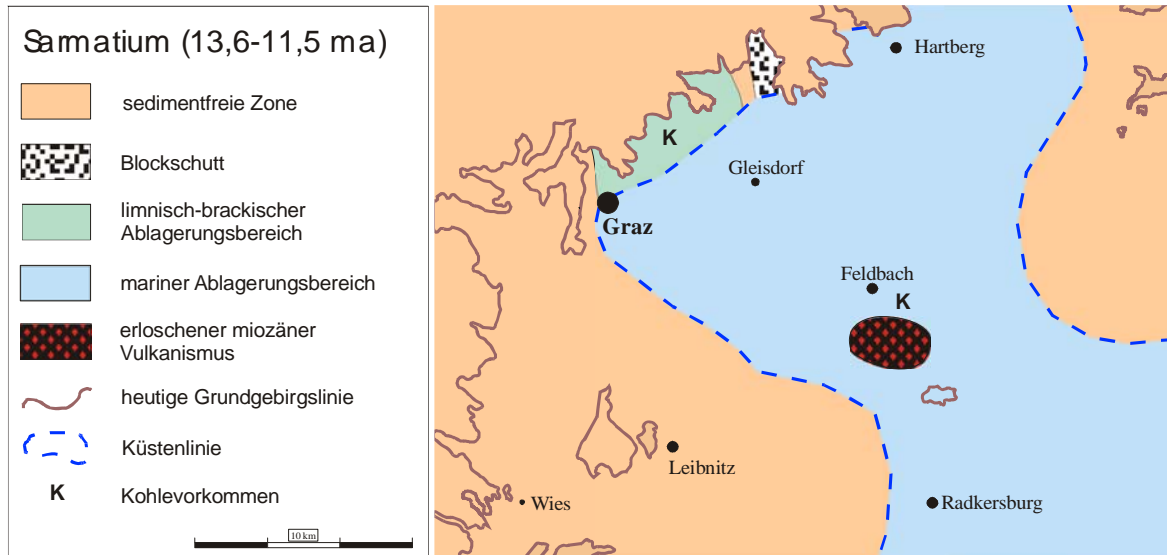 Sarmatium (13,6-11,5 ma)
sedimentfreie Zone
Blockschutt
limnisch-brackischer
Ablagerungsbereich
mariner Ablagerungsbereich
erloschener miozäner
Vulkanismus
heutige Grundgebirgslinie
Küstenlinie
K Kohlevorkommen
10 km
Hartberg
K
Gleisdorf
Graz
Feldbach
K
Leibnitz
Wies
Radkersburg